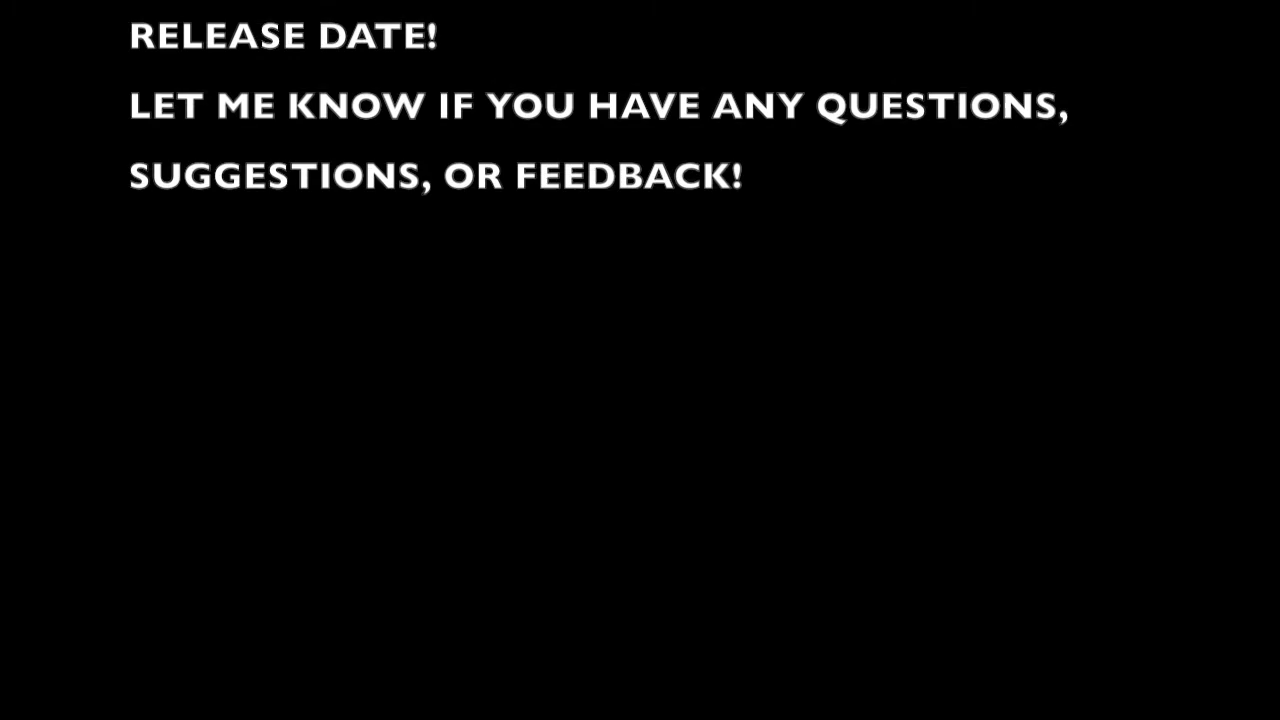 RELEASE DATE!
LET ME KNOW IF YOU HAVE ANY QUESTIONS,
SUGGESTIONS, OR FEEDBACK!